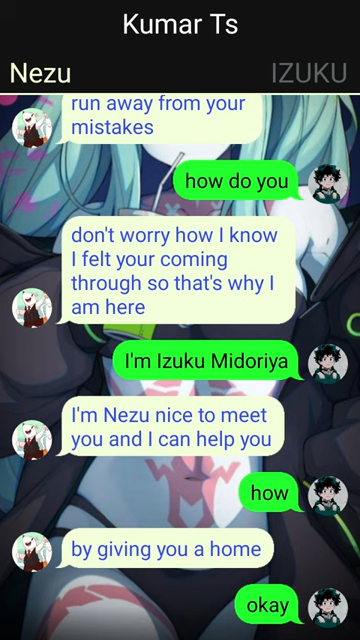 Kumar Ts
Nezu
IZUKU
run away from your
mistakes
how do you
don't worry how I know
I felt your coming
through so that's why I
am here
I'm Izuku Midoriya
I'm Nezu nice to meet
you and I can help you
how
by giving you a home
okay